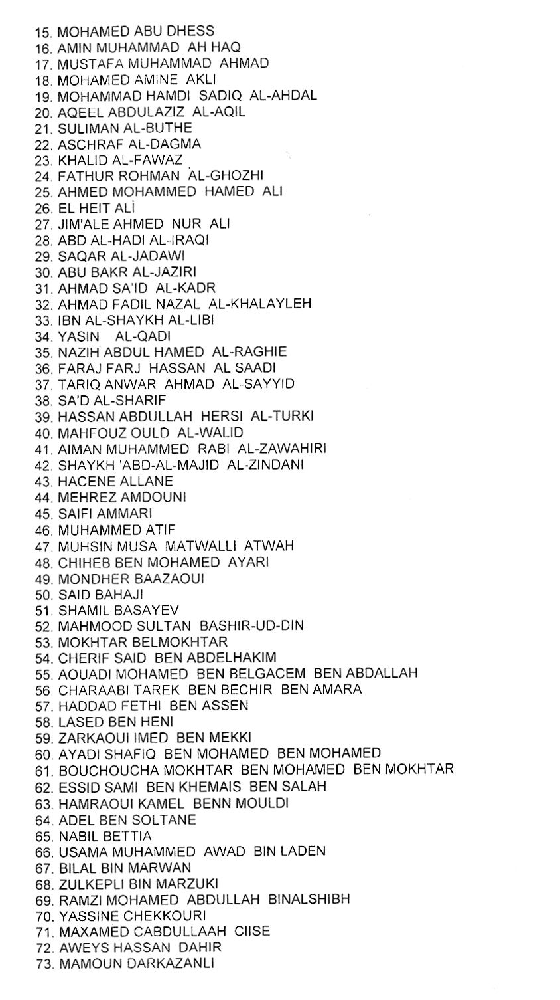 15. MOHAMED ABU DHESS
16. AMIN MUHAMMAD AH HAQ
17. MUSTAFA MUHAMMAD AHMAD
18. MOHAMED AMINE AKLI
19. MOHAMMAD HAMDI SADIQ AL-AHDAL
20. AQEEL ABDULAZIZ AL-AQIL
21. SULIMAN AL-BUTHE
22. ASCHRAF AL-DAGMA
23. KHALID AL-FAWAZ
24. FATHUR ROHMAN AL-GHOZHI
25. AHMED MOHAMMED HAMED ALI
26. EL HEIT ALİ
27. JIM'ALE AHMED NUR ALI
28. ABD AL-HADI AL-IRAQI
29. SAQAR AL-JADAWI
30. ABU BAKR AL-JAZIRI
31. AHMAD SA'ID AL-KADR
32. AHMAD FADIL NAZAL AL-KHALAYLEH
33. IBN AL-SHAYKH AL-LIBI
34. YASIN AL-QADI
35. NAZIH ABDUL HAMED AL-RAGHIE
36. FARAJ FARJ HASSAN AL SAADI
37. TARIQ ANWAR AHMAD AL-SAYYID
38. SA'D AL-SHARIF
39. HASSAN ABDULLAH HERSI AL-TURKI
40. MAHFOUZ OULD AL-WALID
41. AIMAN MUHAMMED RABI AL-ZAWAHIRI
42. SHAYKH 'ABD-AL-MAJID AL-ZINDANI
43. HACENE ALLANE
44. MEHREZ AMDOUNI
45. SAIFI AMMARI
46. MUHAMMED ATIF
47. MUHSIN MUSA MATWALLI ATWAH
48. CHIHEB BEN MOHAMED AYARI
49. MONDHER BAAZAOUI
50. SAID BAHAJI
51. SHAMIL BASAYEV
52. MAHMOOD SULTAN BASHIR-UD-DIN
53. MOKHTAR BELMOKHTAR
54. CHERIF SAID BEN ABDELHAKIM
55. AOUADI MOHAMED BEN BELGACEM BEN ABDALLAH
56. CHARAABI TAREK BEN BECHIR BEN AMARA
57. HADDAD FETHI BEN ASSEN
58. LASED BEN HENI
59. ZARKAOUI IMED BEN MEKKI
60. AYADI SHAFIQ BEN MOHAMED BEN MOHAMED
61. BOUCHOUCHA MOKHTAR BEN MOHAMED BEN MOKHTAR
62. ESSID SAMI BEN KHEMAIS BEN SALAH
63. HAMRAOUI KAMEL BENN MOULDI
64. ADEL BEN SOLTANE
65. NABIL BETTIA
66. USAMA MUHAMMED AWAD BIN LADEN
67. BILAL BIN MARWAN
68. ZULKEPLI BIN MARZUKI
69. RAMZI MOHAMED ABDULLAH BINALSHIBH
70. YASSINE CHEKKOURI
71. MAXAMED CABDULLAAH CIISE
72. AWEYS HASSAN DAHIR
73. MAMOUN DARKAZANLI